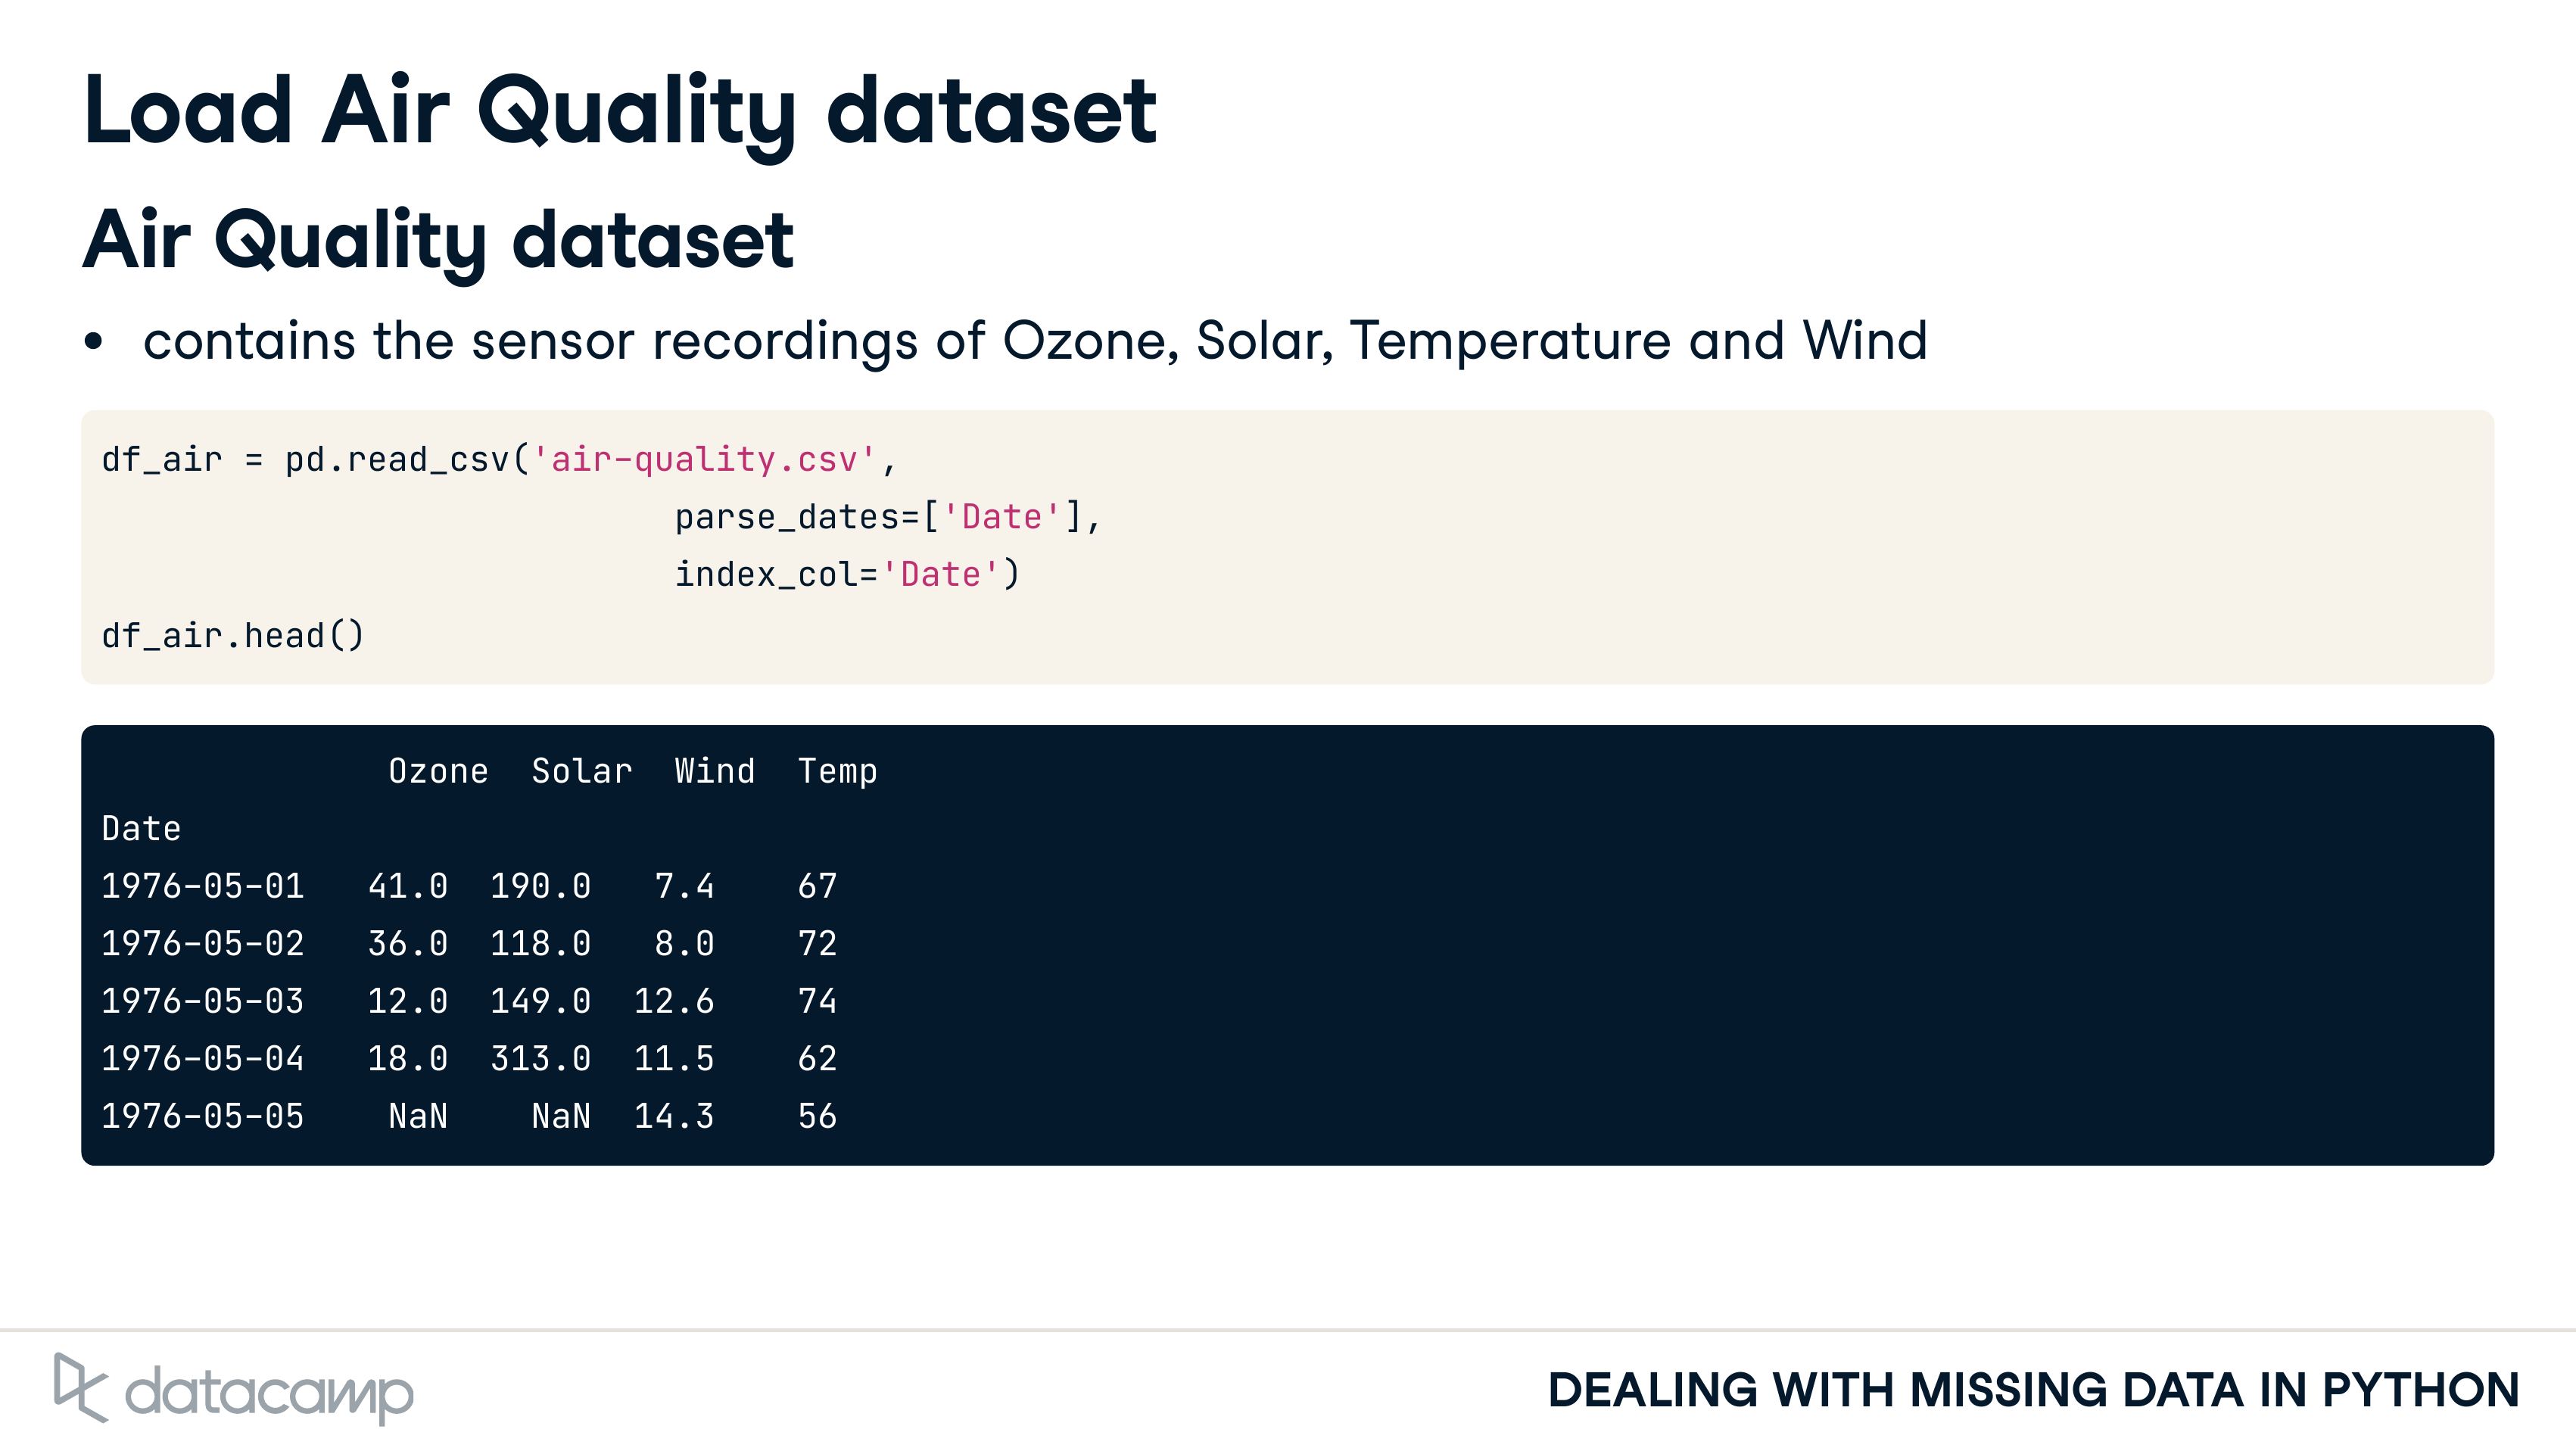 Load Air Quality dataset
Air Quality dataset
• contains the sensor recordings of Ozone, Solar, Temperature and Wind
df_air = pd.read_csv('air-quality.csv',
                            parse_dates=['Date'],
                            index_col='Date')
df_air.head()
              Ozone  Solar  Wind  Temp
Date
1976-05-01   41.0  190.0   7.4    67
1976-05-02   36.0  118.0   8.0    72
1976-05-03   12.0  149.0  12.6    74
1976-05-04   18.0  313.0  11.5    62
1976-05-05    NaN    NaN  14.3    56
datacamp
DEALING WITH MISSING DATA IN PYTHON